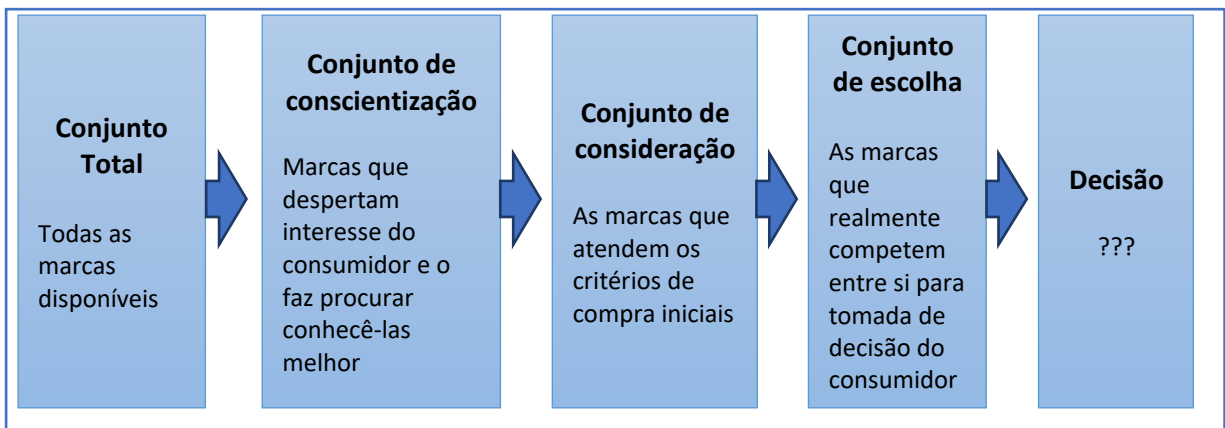 Conjunto
Total
Todas as
marcas
disponíveis
Conjunto de
conscientização
Marcas que
despertam
interesse do
consumidor e o
faz procurar
conhecê-las
melhor
Conjunto de
consideração
As marcas que
atendem os
critérios de
compra iniciais
Conjunto
de escolha
As marcas
que
realmente
competem
entre si para
tomada de
decisão do
consumidor
Decisão
???